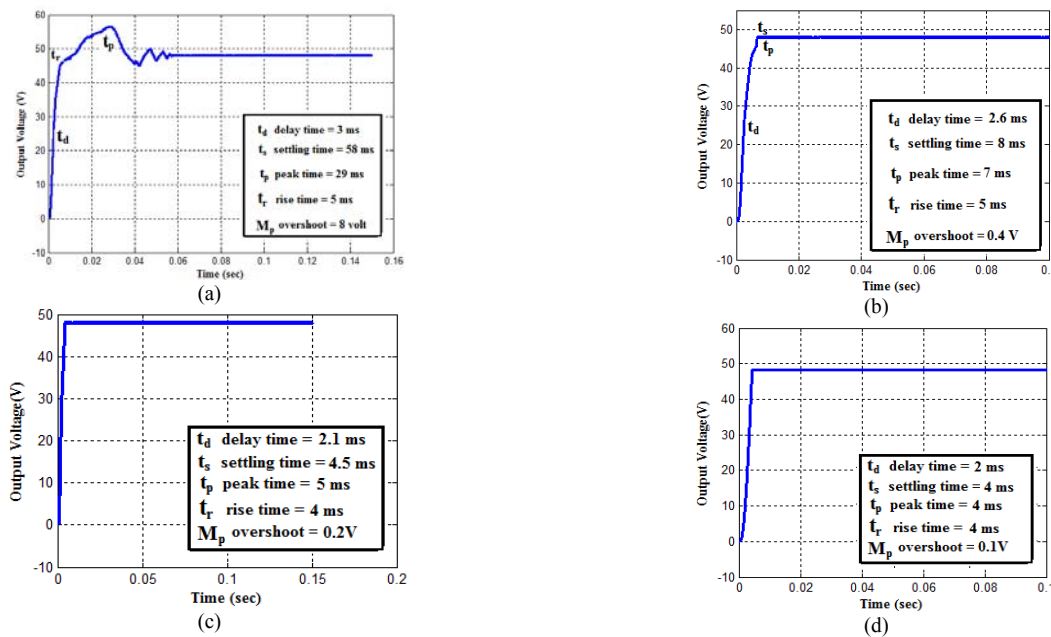 60
50
40
30
20
10
0
-10
Output Voltage (V)
tr
tp
td
td delay time = 3 ms
ts settling time = 58 ms
tp peak time = 29 ms
tr rise time = 5 ms
Mp overshoot = 8 volt
0 0.02 0.04 0.06 0.08 0.1 0.12 0.14 0.16
Time (sec)
(a)
50
40
30
20
10
0
-10
Output Voltage (V)
ts
tp
td
td delay time = 2.6 ms
ts settling time = 8 ms
tp peak time = 7 ms
tr rise time = 5 ms
Mp overshoot = 0.4 V
0 0.02 0.04 0.06 0.08 0.1
Time (sec)
(b)
50
40
30
20
10
0
-10
Output Voltage(V)
td delay time = 2.1 ms
ts settling time = 4.5 ms
tp peak time = 5 ms
tr rise time = 4 ms
Mp overshoot = 0.2V
0 0.05 0.1 0.15 0.2
Time (sec)
(c)
60
50
40
30
20
10
0
-10
Output Voltage(V)
td delay time = 2 ms
ts settling time = 4 ms
tp peak time = 4 ms
tr rise time = 4 ms
Mp overshoot = 0.1V
0 0.02 0.04 0.06 0.08 0.1
Time (sec)
(d)